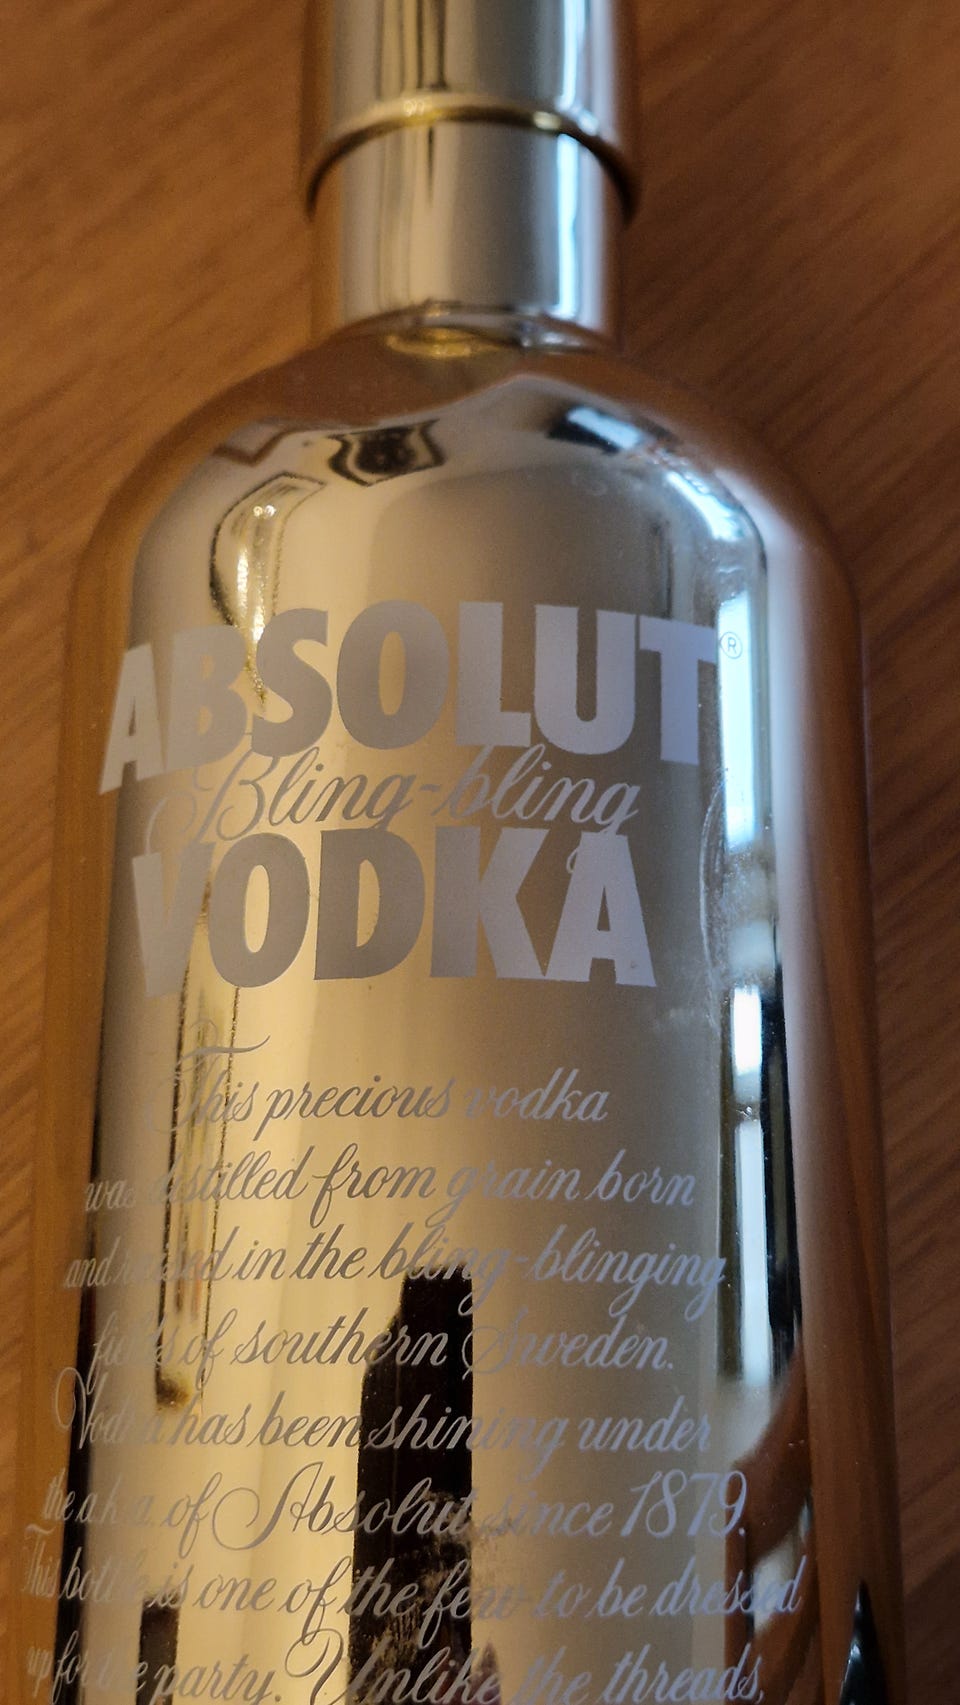 ABSOLUT®
Bling-bling
VODKA
This precious vodka
was distilled from grain born
and raised in the bling-blinging
fields of southern Sweden.
Vodka has been shining under
the a.k.a. of Absolut since 1879.
This bottle is one of the few to be dressed
up for the party. Unlike the threads,